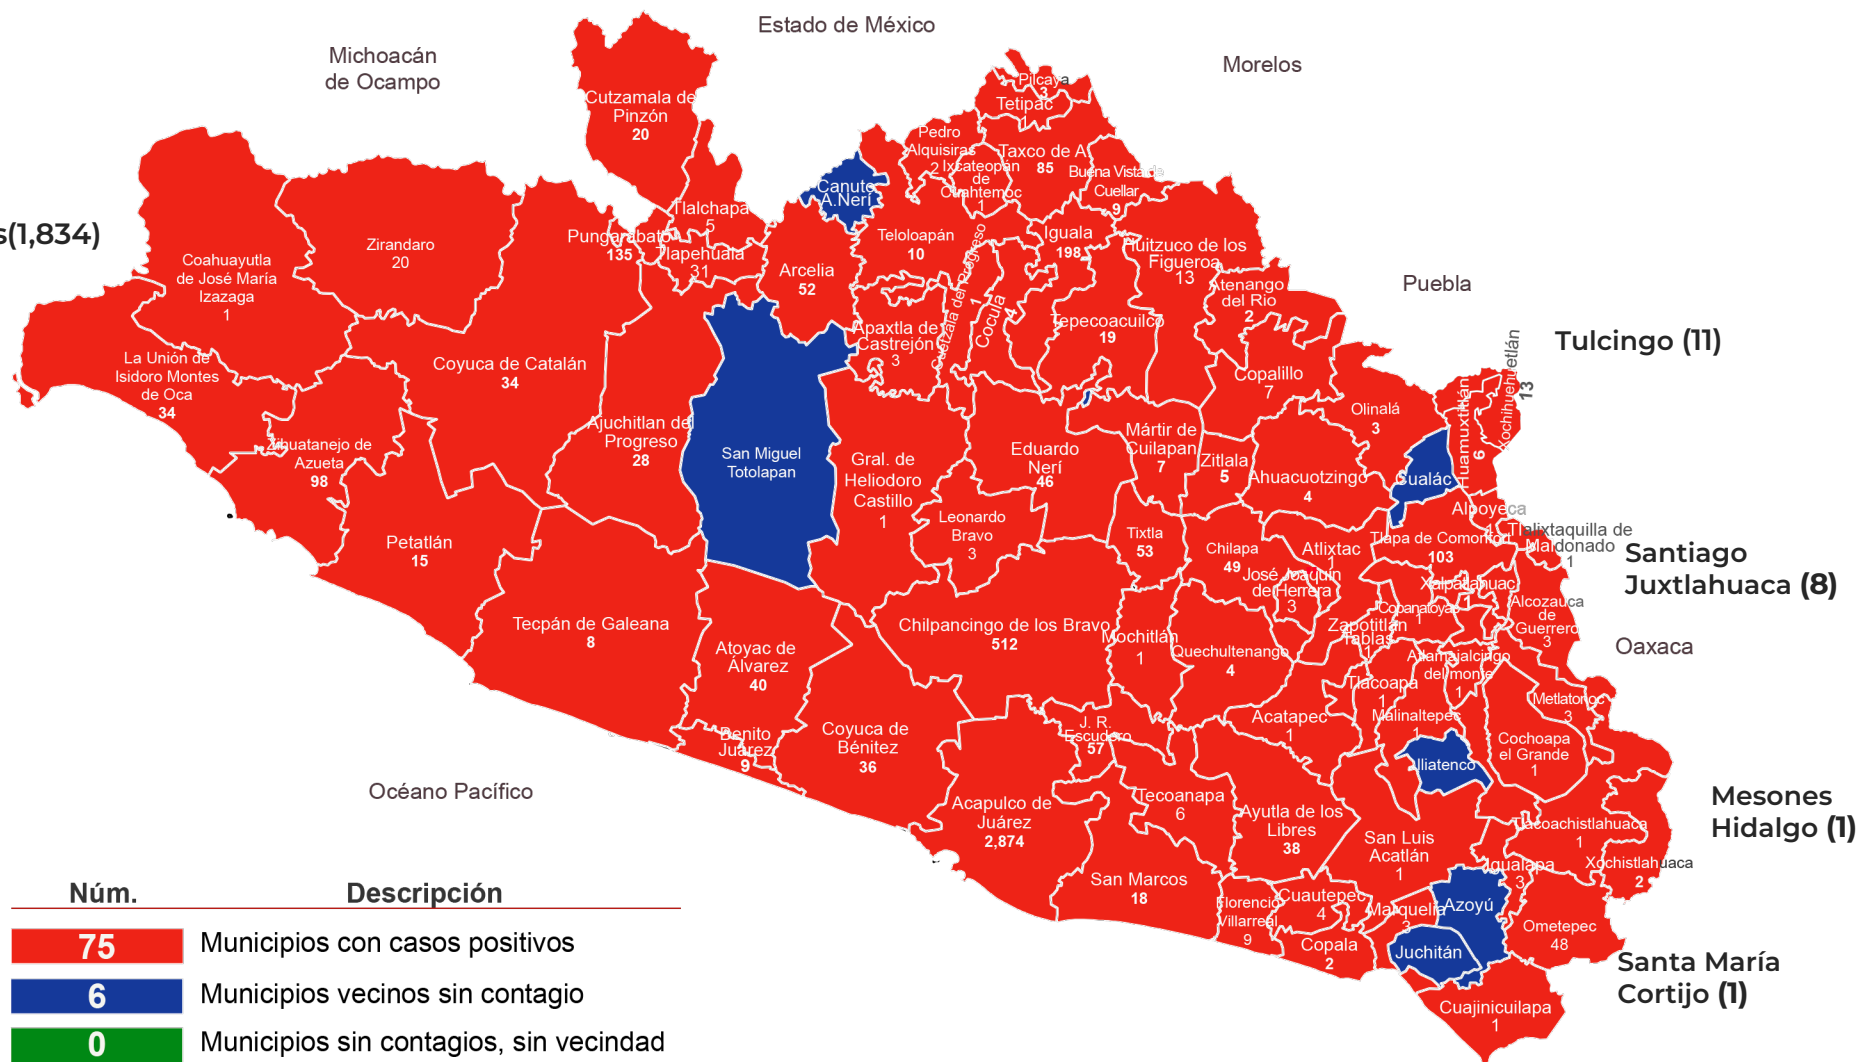 Estado de México
Michoacán
de Ocampo
Morelos
Pilcaya
3
Tetipac
1
Cutzamala de
Pinzón
20
Pedro
Alquisiras
2
Ixcateopan
de
Cuahtemoc
1
Taxco de A.
85
Buena Vista de
Cuellar
9
Canuto
A.Nerí
Tlalchapa
5
s(1,834)
Zirandaro
20
Coahuayutla
de José María
Izazaga
1
Pungarabato
135
Tlapehuala
31
Arcelia
52
Teloloapán
10
Cuetzala del Progreso
1
Cocula
4
Iguala
198
Huitzuco de los
Figueroa
13
Atenango
del Rio
2
Puebla
Tulcingo (11)
Apaxtla de
Castrejón
3
Tepecoacuilco
19
Copalillo
7
La Unión de
Isidoro Montes
de Oca
34
Coyuca de Catalán
34
Zihuatanejo de
Azueta
98
Ajuchitlan del
Progreso
28
San Miguel
Totolapan
Gral. de
Heliodoro
Castillo
1
Eduardo
Nerí
46
Mártir de
Cuilapan
7
Zitlala
5
Ahuacuotzingo
4
Olinalá
3
Cualác
Huamuxtitlán
6
Xochihuehuetlán
13
Alpoyeca
1
Tlalixtaquilla de
Maldonado
1
Santiago
Juxtlahuaca (8)
Petatlán
15
Leonardo
Bravo
3
Tixtla
53
Chilapa
49
Atlixtac
1
Tlapa de Comonfort
103
José Joaquín
de Herrera
3
Xalpatlahuac
1
Copanatoyac
1
Alcozauca
de
Guerrero
3
Tecpán de Galeana
8
Atoyac de
Álvarez
40
Chilpancingo de los Bravo
512
Mochitlán
1
Quechultenango
4
Zapotitlán
Tablas
1
Atlamajalcingo
del monte
1
Oaxaca
Tlacoapa
1
Metlatonoc
3
Benito
Juárez
9
Coyuca de
Bénitez
36
J. R.
Escudero
57
Acatapec
1
Malinaltepec
1
Cochoapa
el Grande
1
Iliatenco
Océano Pacífico
Acapulco de
Juárez
2,874
Tecoanapa
6
Ayutla de los
Libres
38
San Luis
Acatlán
1
Tlacoachistlahuaca
1
Mesones
Hidalgo (1)
Igualapa
3
Xochistlahuaca
2
San Marcos
18
Florencio
Villarreal
9
Cuautepec
4
Marquelia
3
Azoyú
Copala
2
Juchitán
Ometepec
48
Santa María
Cortijo (1)
Cuajinicuilapa
1
Núm. Descripción
75 Municipios con casos positivos
6 Municipios vecinos sin contagio
0 Municipios sin contagios, sin vecindad